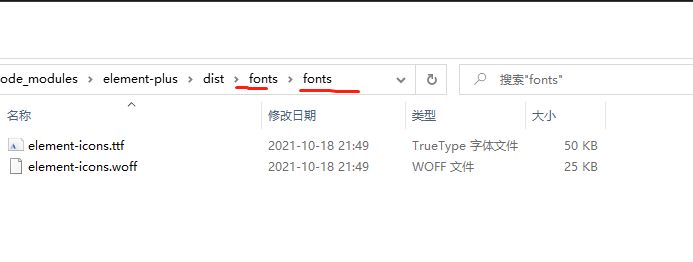 ode_modules > element-plus > dist > fonts > fonts
搜索"fonts"
名称 修改日期 类型 大小
element-icons.ttf 2021-10-18 21:49 TrueType 字体文件 50 KB
element-icons.woff 2021-10-18 21:49 WOFF 文件 25 KB